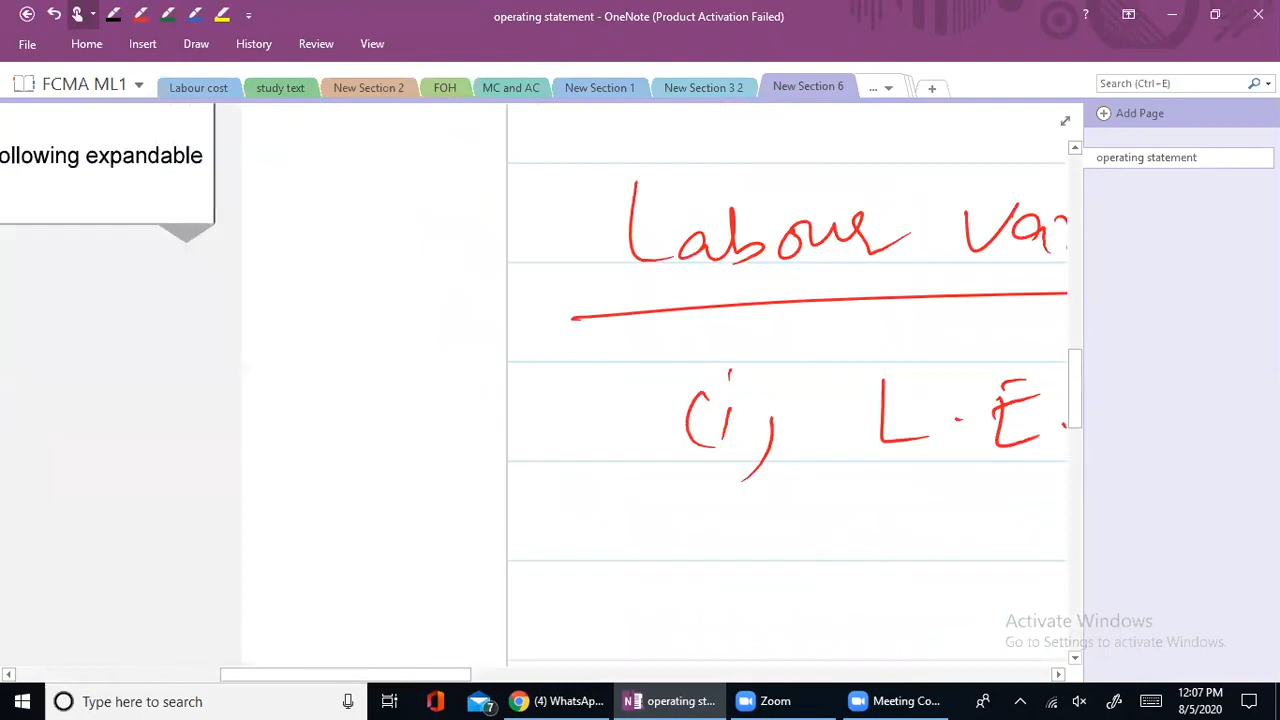 operating statement - OneNote (Product Activation Failed)
File Home Insert Draw History Review View
FCMA ML1 Labour cost study text New Section 2 FOH MC and AC New Section 1 New Section 3 2 New Section 6 ... Search (Ctrl+E)
Add Page
operating statement
ollowing expandable
Labour Va
(i, L.E.
Activate Windows
Go to Settings to activate Windows.
Type here to search 7 (4) WhatsApp... operating st... Zoom Meeting Co... 12:07 PM
8/5/2020